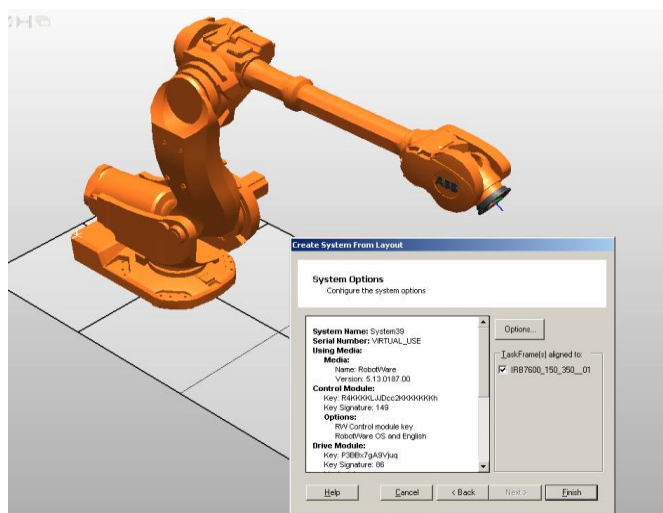 ABB
Create System From Layout
System Options
Configure the system options
System Name: System39
Serial Number: VIRTUAL_USE
Using Media:
Media:
Name: RobotWare
Version: 5.13.0187.00
Control Module:
Key: R4KKKKLJJDcc2KKKKKKKh
Key Signature: 149
Options:
RW Control module key
RobotWare OS and English
Drive Module:
Key: P3BBx7gA9Vjuq
Key Signature: 86
Options...
TaskFrame(s) aligned to:
IRB7600_150_350__01
Help
Cancel
< Back
Next >
Finish